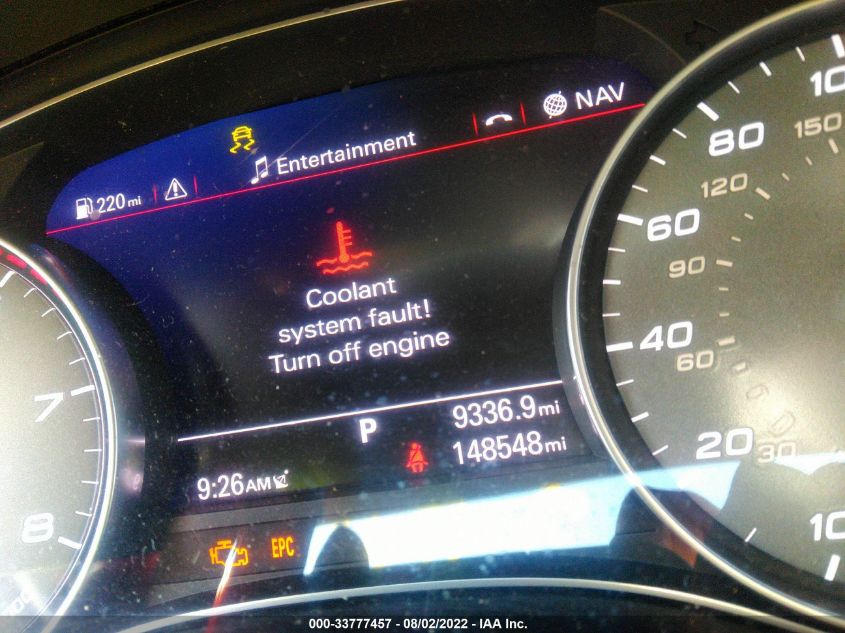 NAV
Entertainment
220 mi
Coolant
system fault!
Turn off engine
P
9336.9 mi
148548 mi
9:26 AM
EPC
7
8
100
150
80
120
60
90
40
60
20
30
10
000-33777457 - 08/02/2022 - IAA Inc.